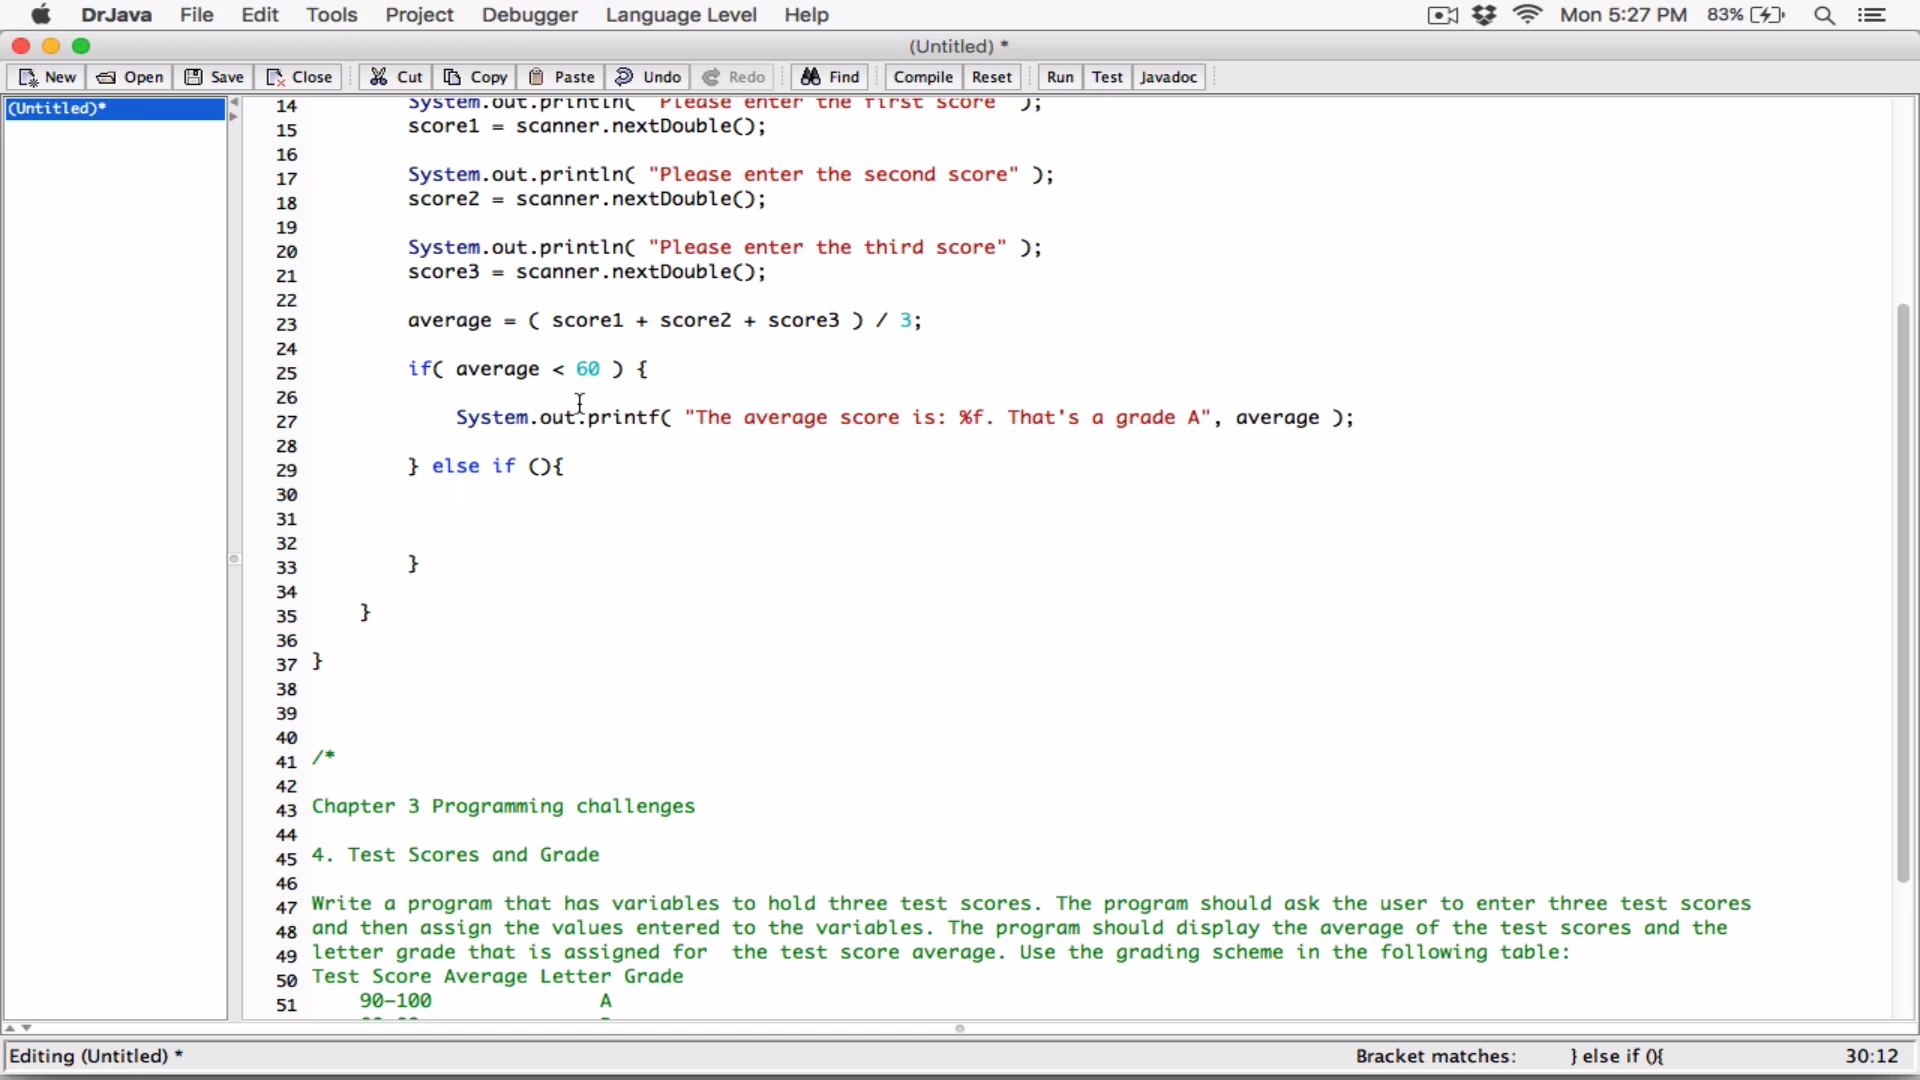 DrJava File Edit Tools Project Debugger Language Level Help Mon 5:27 PM 83%
(Untitled) *
New Open Save Close Cut Copy Paste Undo Redo Find Compile Reset Run Test Javadoc
(Untitled)*
14 System.out.println( "Please enter the first score" );
15 score1 = scanner.nextDouble();
16
17 System.out.println( "Please enter the second score" );
18 score2 = scanner.nextDouble();
19
20 System.out.println( "Please enter the third score" );
21 score3 = scanner.nextDouble();
22
23 average = ( score1 + score2 + score3 ) / 3;
24
25 if( average < 60 ) {
26
27 System.out.printf( "The average score is: %f. That's a grade A", average );
28
29 } else if (){
30
31
32
33 }
34
35 }
36
37 }
38
39
40
41 /*
42
43 Chapter 3 Programming challenges
44
45 4. Test Scores and Grade
46
47 Write a program that has variables to hold three test scores. The program should ask the user to enter three test scores
48 and then assign the values entered to the variables. The program should display the average of the test scores and the
49 letter grade that is assigned for  the test score average. Use the grading scheme in the following table:
50 Test Score Average Letter Grade
51 90-100 A
Editing (Untitled) * Bracket matches: } else if (){ 30:12